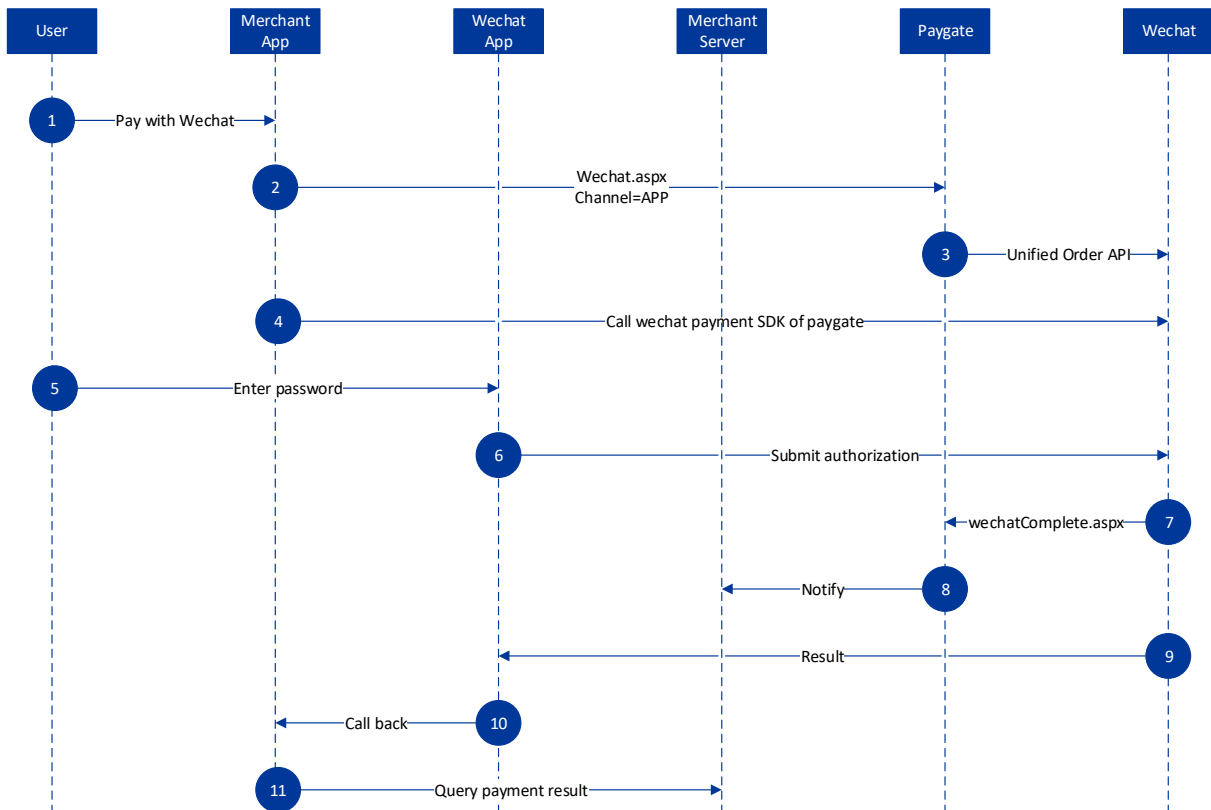 User
Merchant
App
Wechat
App
Merchant
Server
Paygate
Wechat
1
Pay with Wechat
2
Wechat.aspx
Channel=APP
3
Unified Order API
4
Call wechat payment SDK of paygate
5
Enter password
6
Submit authorization
wechatComplete.aspx
7
Notify
8
Result
9
Call back
10
11
Query payment result